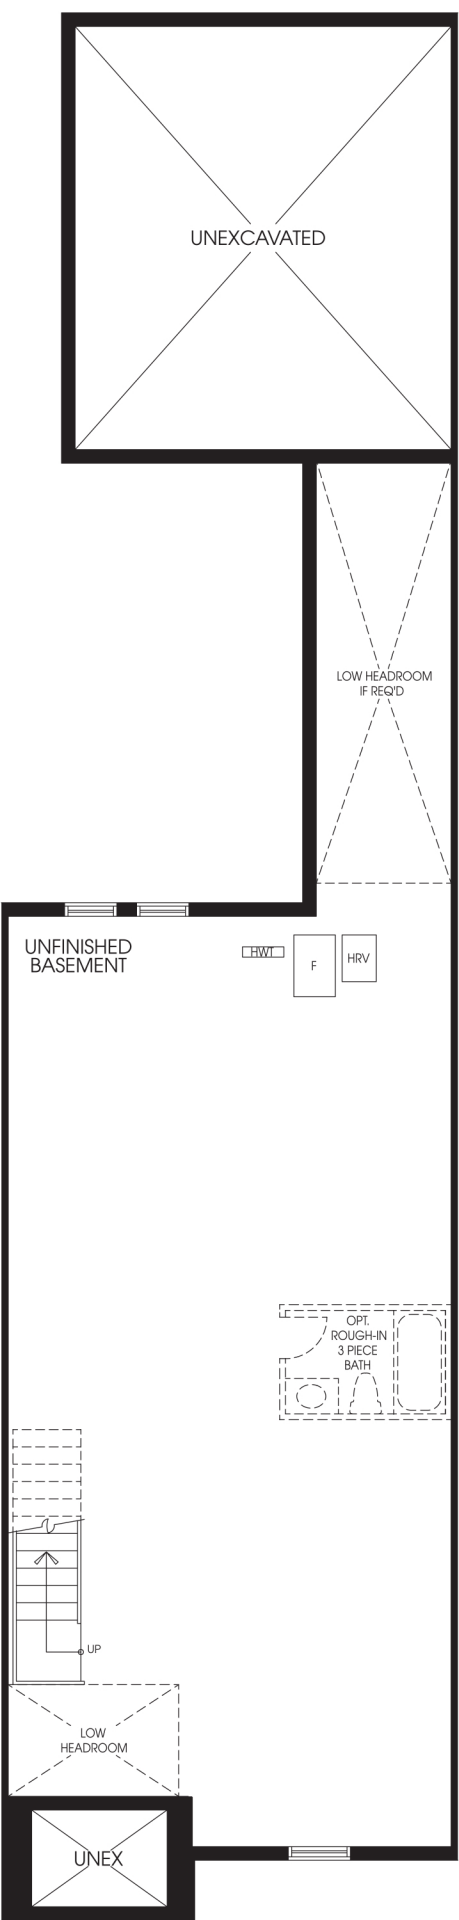 UNEXCAVATED
LOW HEADROOM
IF REQ'D
UNFINISHED
BASEMENT
HWT
F
HRV
OPT.
ROUGH-IN
3 PIECE
BATH
UP
LOW
HEADROOM
UNEX